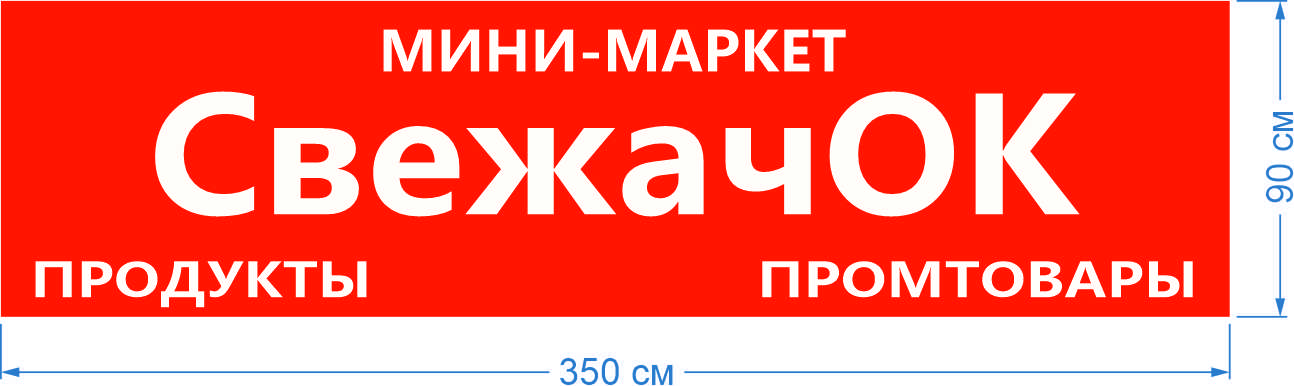 МИНИ-МАРКЕТ
СвежачОК
ПРОДУКТЫ ПРОМТОВАРЫ
90 см
350 см